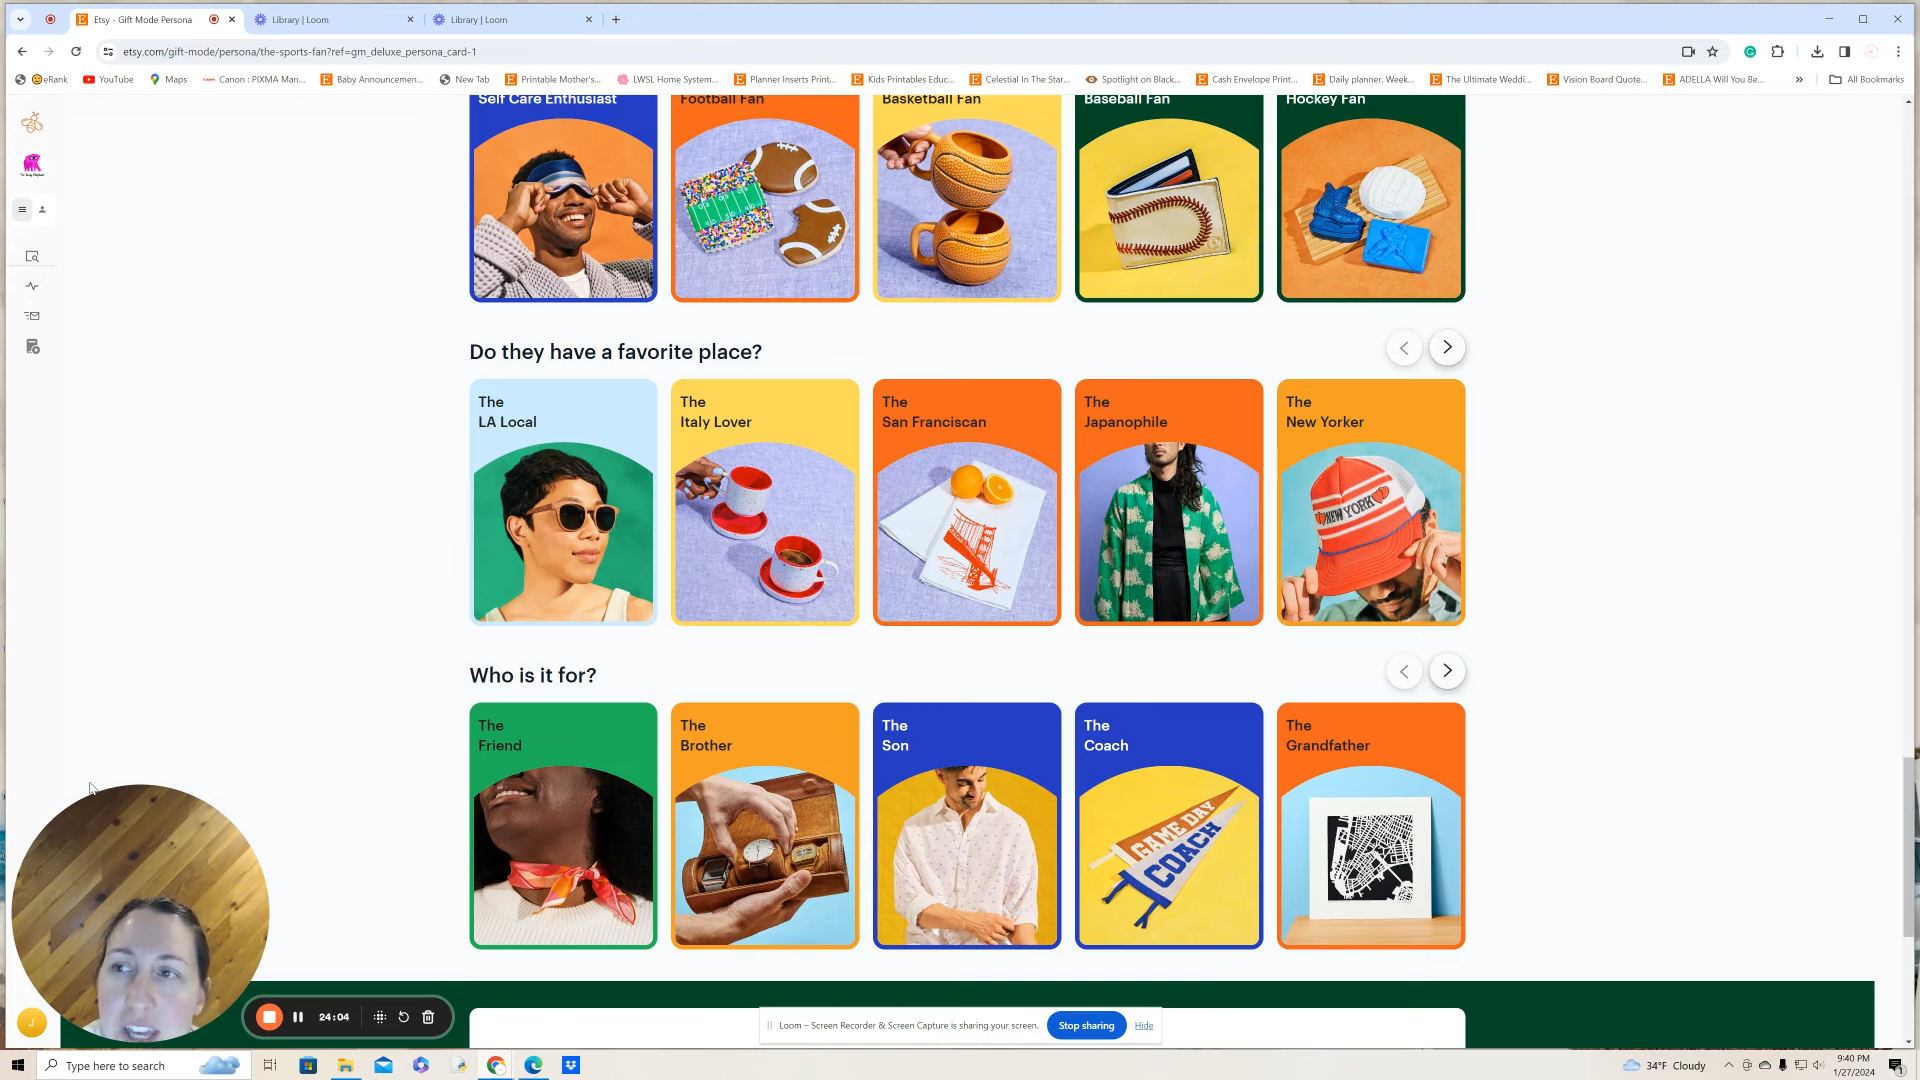 Etsy - Gift Mode Persona
Library | Loom
Library | Loom
etsy.com/gift-mode/persona/the-sports-fan?ref=gm_deluxe_persona_card-1
eRank
YouTube
Maps
Canon : PIXMA Man...
Baby Announcemen...
New Tab
Printable Mother's...
LWSL Home System...
Planner Inserts Print...
Kids Printables Educ...
Celestial In The Star...
Spotlight on Black...
Cash Envelope Print...
Daily planner. Week...
The Ultimate Weddi...
Vision Board Quote...
ADELLA Will You Be...
All Bookmarks
Self Care Enthusiast
Football Fan
Basketball Fan
Baseball Fan
Hockey Fan
Do they have a favorite place?
The
LA Local
The
Italy Lover
The
San Franciscan
The
Japanophile
The
New Yorker
NEW YORK
Who is it for?
The
Friend
The
Brother
The
Son
The
Coach
The
Grandfather
GAME DAY
COACH
J
24:04
Loom – Screen Recorder & Screen Capture is sharing your screen.
Stop sharing
Hide
Type here to search
34°F Cloudy
9:40 PM
1/27/2024
1